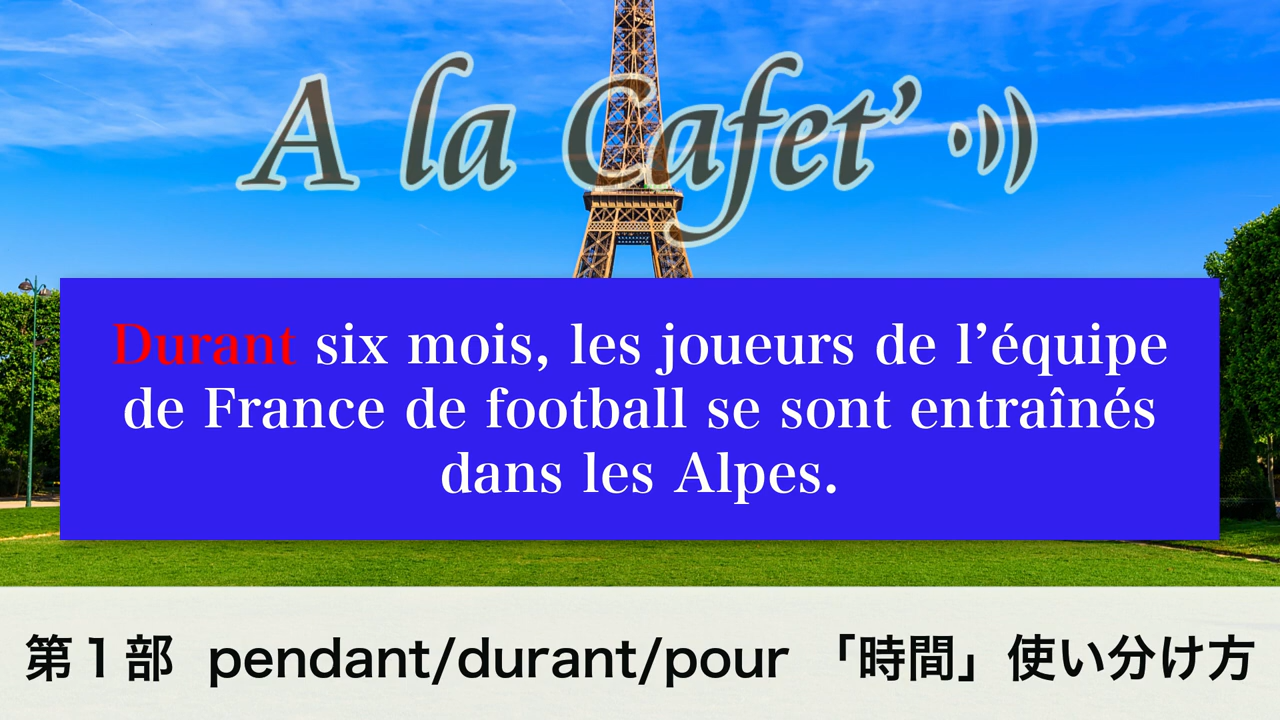 A la Cafet’
Durant six mois, les joueurs de l’équipe
de France de football se sont entraînés
dans les Alpes.
第１部 pendant/durant/pour 「時間」使い分け方